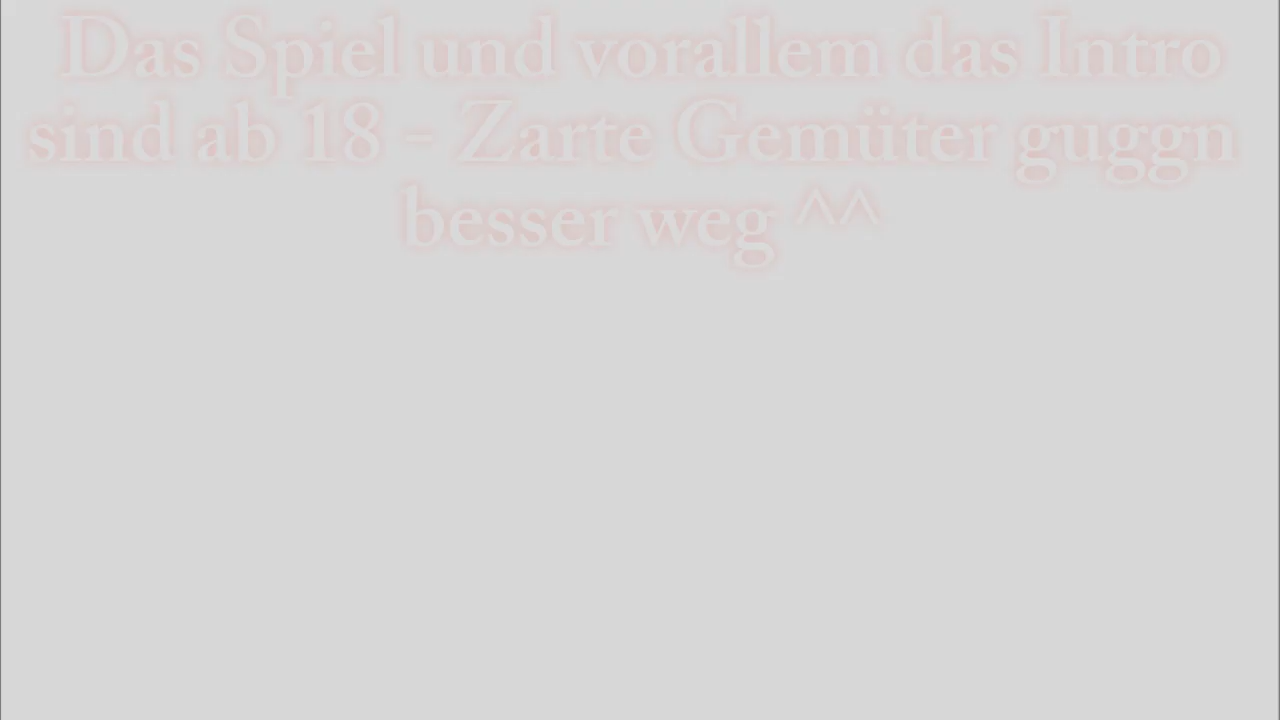 Das Spiel und vorallem das Intro
sind ab 18 - Zarte Gemüter guggn
besser weg ^^